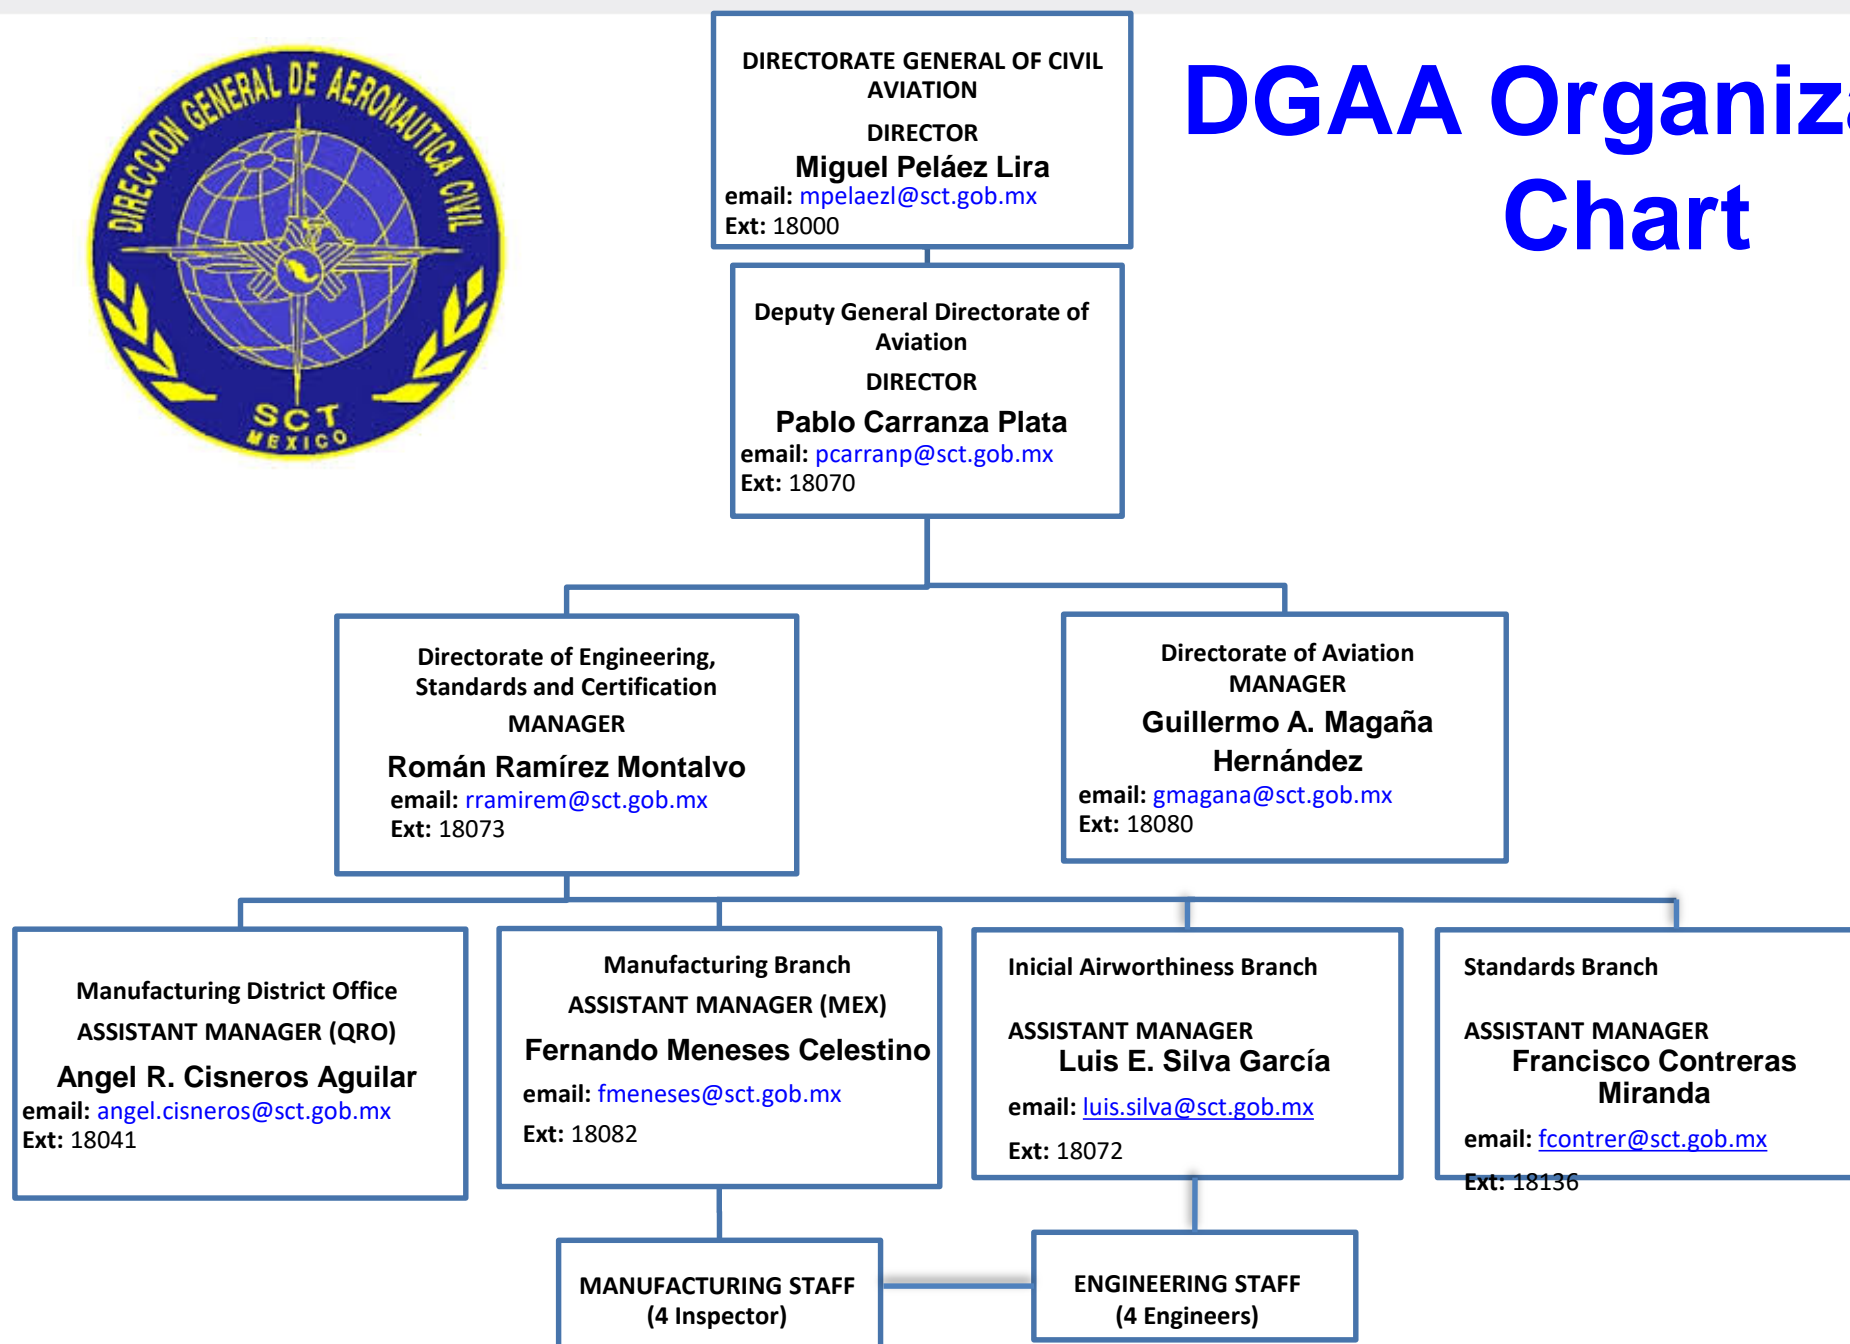 DIRECCION GENERAL DE AERONAUTICA CIVIL
SCT
MEXICO
DGAA Organiza
Chart
DIRECTORATE GENERAL OF CIVIL
AVIATION
DIRECTOR
Miguel Peláez Lira
email: mpelaezl@sct.gob.mx
Ext: 18000
Deputy General Directorate of
Aviation
DIRECTOR
Pablo Carranza Plata
email: pcarranp@sct.gob.mx
Ext: 18070
Directorate of Engineering,
Standards and Certification
MANAGER
Román Ramírez Montalvo
email: rramirem@sct.gob.mx
Ext: 18073
Directorate of Aviation
MANAGER
Guillermo A. Magaña
Hernández
email: gmagana@sct.gob.mx
Ext: 18080
Manufacturing District Office
ASSISTANT MANAGER (QRO)
Angel R. Cisneros Aguilar
email: angel.cisneros@sct.gob.mx
Ext: 18041
Manufacturing Branch
ASSISTANT MANAGER (MEX)
Fernando Meneses Celestino
email: fmeneses@sct.gob.mx
Ext: 18082
Inicial Airworthiness Branch
ASSISTANT MANAGER
Luis E. Silva García
email: luis.silva@sct.gob.mx
Ext: 18072
Standards Branch
ASSISTANT MANAGER
Francisco Contreras
Miranda
email: fcontrer@sct.gob.mx
Ext: 18136
MANUFACTURING STAFF
(4 Inspector)
ENGINEERING STAFF
(4 Engineers)